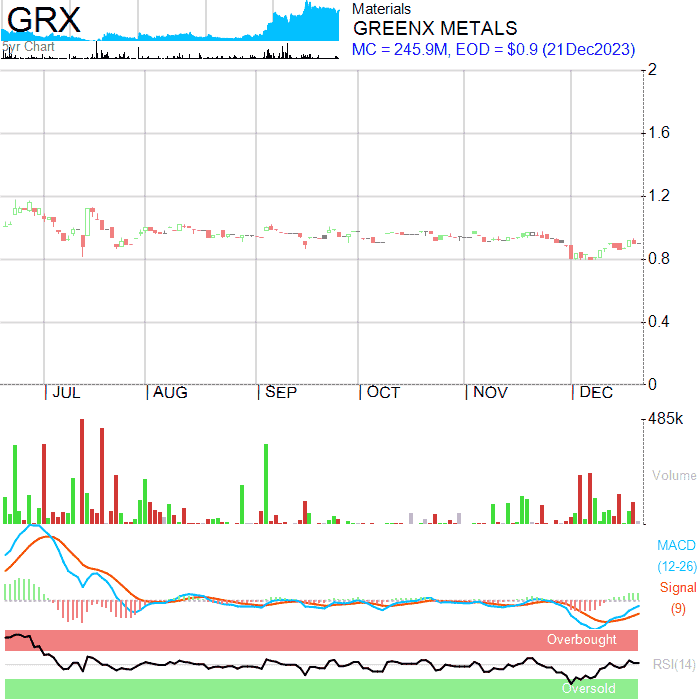 GRX
5yr Chart
Materials
GREENX METALS
MC = 245.9M, EOD = $0.9 (21Dec2023)
2
1.6
1.2
0.8
0.4
0
JUL AUG SEP OCT NOV DEC
485k
Volume
MACD
(12-26)
Signal
(9)
Overbought
RSI(14)
Oversold